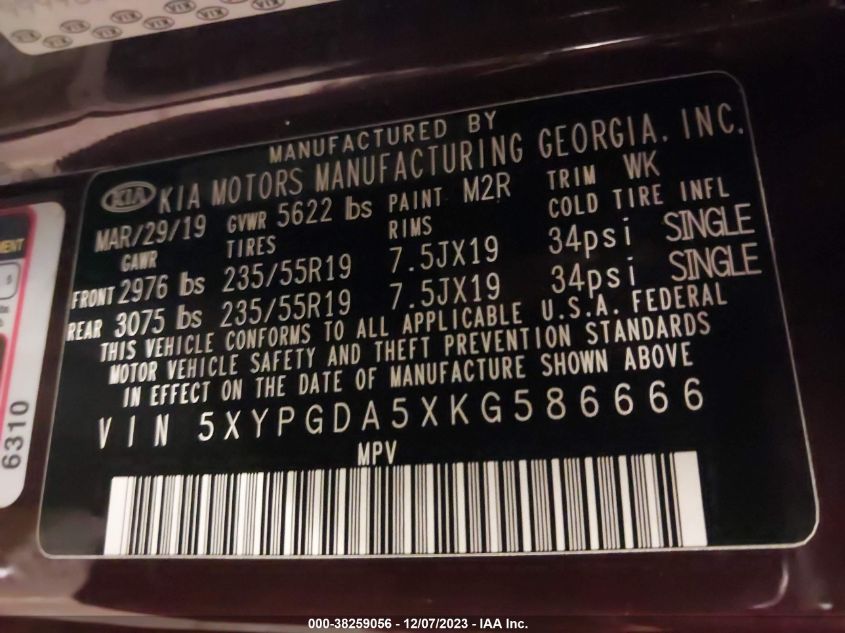 MANUFACTURED BY
KIA KIA MOTORS MANUFACTURING GEORGIA, INC.
MAR/29/19 GVWR 5622 lbs PAINT M2R TRIM WK
GAWR TIRES RIMS COLD TIRE INFL
FRONT 2976 lbs 235/55R19 7.5JX19 34psi SINGLE
REAR 3075 lbs 235/55R19 7.5JX19 34psi SINGLE
THIS VEHICLE CONFORMS TO ALL APPLICABLE U.S.A. FEDERAL
MOTOR VEHICLE SAFETY AND THEFT PREVENTION STANDARDS
IN EFFECT ON THE DATE OF MANUFACTURE SHOWN ABOVE
VIN 5XYPGDA5XKG586666
MPV
6310
000-38259056 - 12/07/2023 - IAA Inc.